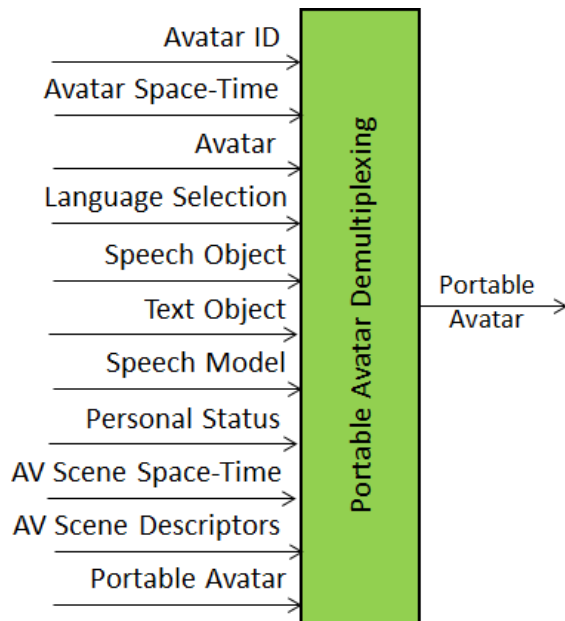 Avatar ID
Avatar Space-Time
Avatar
Language Selection
Speech Object
Text Object
Speech Model
Personal Status
AV Scene Space-Time
AV Scene Descriptors
Portable Avatar
Portable Avatar Demultiplexing
Portable
Avatar